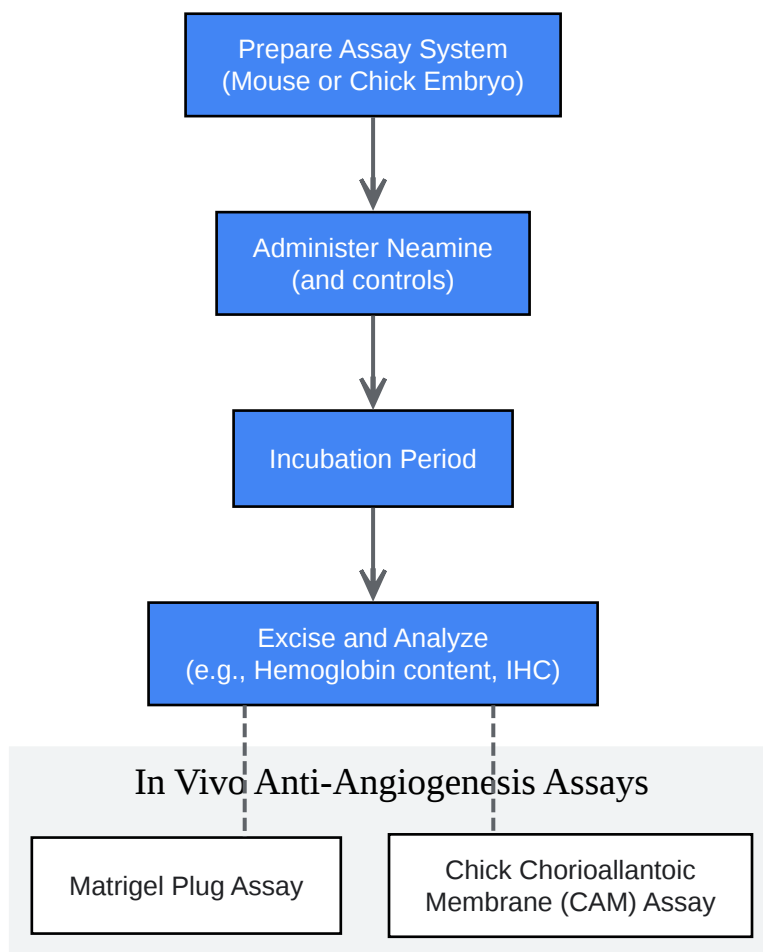 Prepare Assay System
(Mouse or Chick Embryo)
Administer Neamine
(and controls)
Incubation Period
Excise and Analyze
(e.g., Hemoglobin content, IHC)
In Vivo Anti-Angiogenesis Assays
Matrigel Plug Assay
Chick Chorioallantoic
Membrane (CAM) Assay